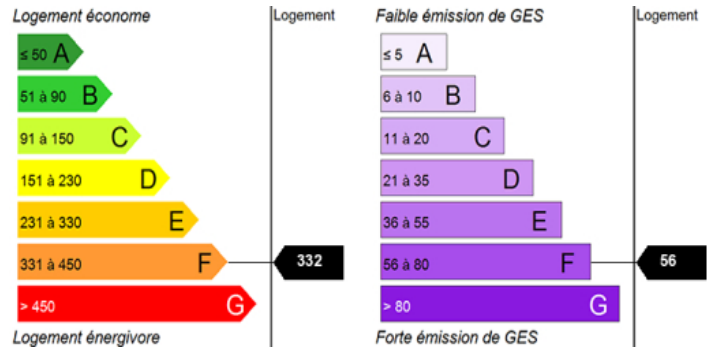 Logement économe
Logement
≤ 50 A
51 à 90 B
91 à 150 C
151 à 230 D
231 à 330 E
331 à 450 F
332
> 450 G
Logement énergivore
Faible émission de GES
Logement
≤ 5 A
6 à 10 B
11 à 20 C
21 à 35 D
36 à 55 E
56 à 80 F
56
> 80 G
Forte émission de GES